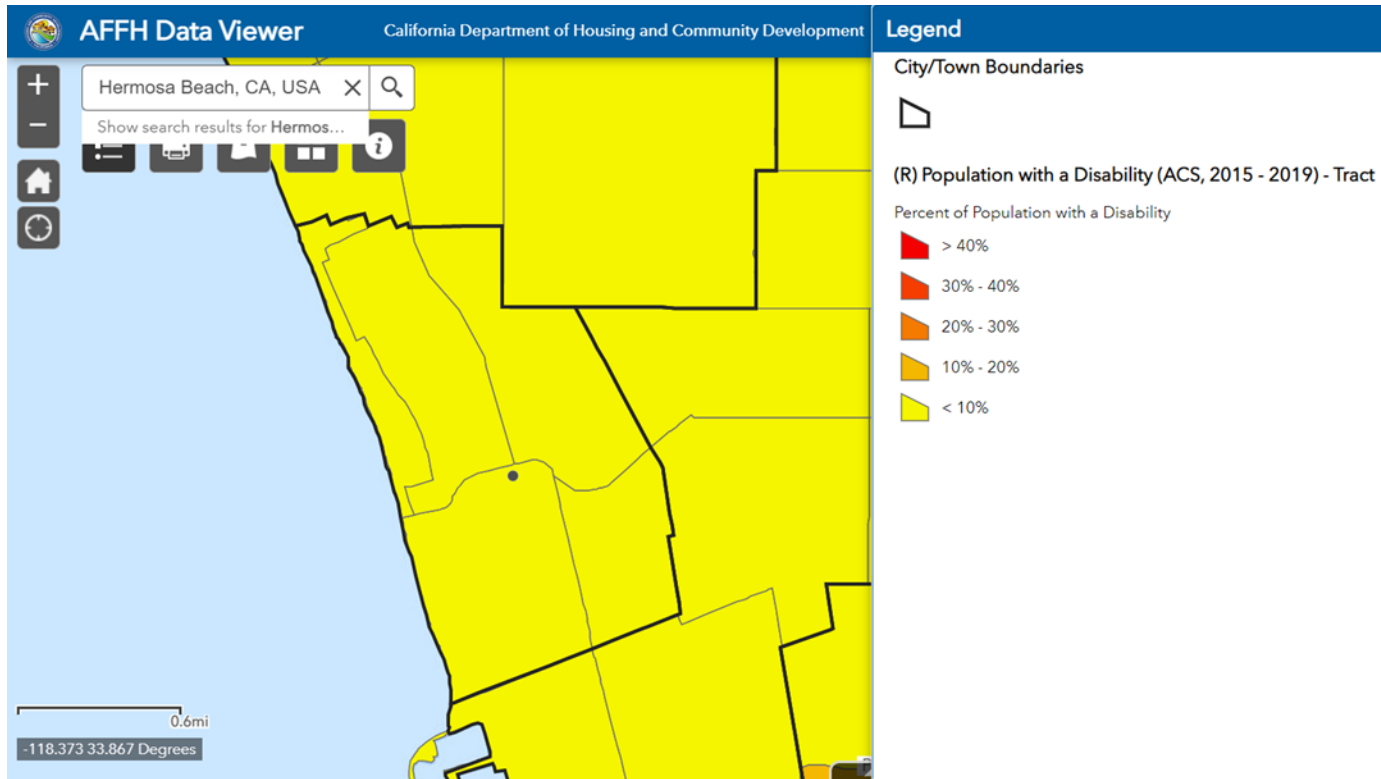 AFFH Data Viewer
California Department of Housing and Community Development
Legend
Hermosa Beach, CA, USA
Show search results for Hermos...
City/Town Boundaries
(R) Population with a Disability (ACS, 2015 - 2019) - Tract
Percent of Population with a Disability
> 40%
30% - 40%
20% - 30%
10% - 20%
< 10%
0.6mi
-118.373 33.867 Degrees